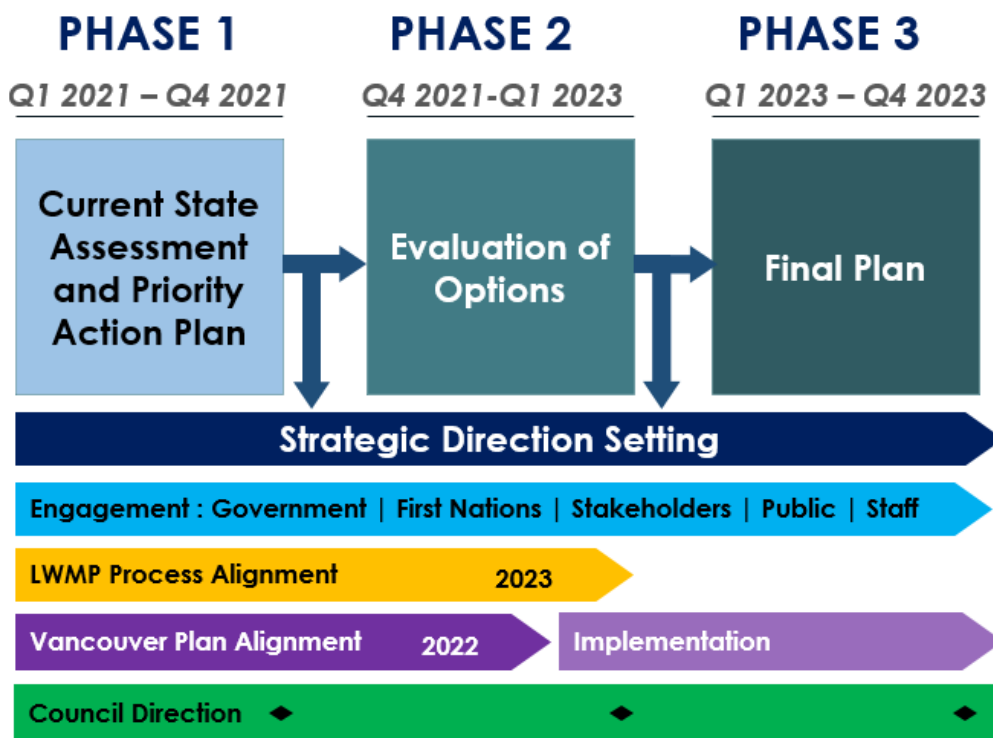 PHASE 1
PHASE 2
PHASE 3
Q1 2021 – Q4 2021
Q4 2021-Q1 2023
Q1 2023 – Q4 2023
Current State
Assessment
and Priority
Action Plan
Evaluation of
Options
Final Plan
Strategic Direction Setting
Engagement : Government | First Nations | Stakeholders | Public | Staff
LWMP Process Alignment 2023
Vancouver Plan Alignment 2022 Implementation
Council Direction